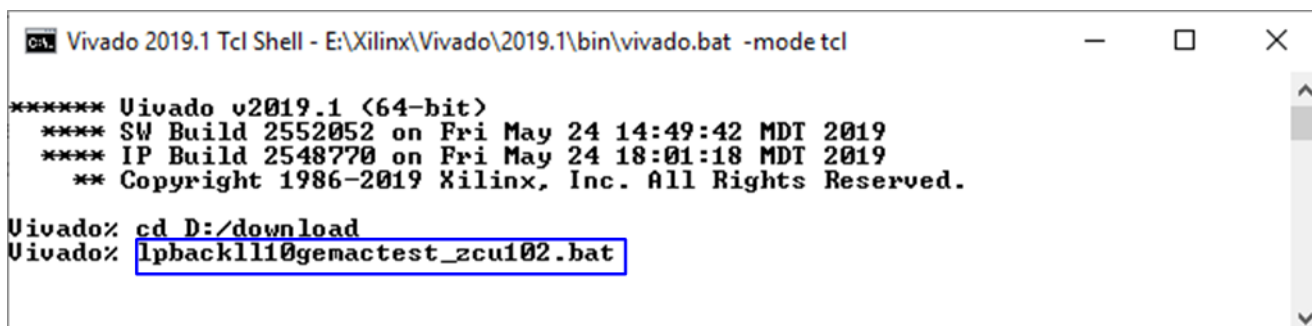 Vivado 2019.1 Tcl Shell - E:\Xilinx\Vivado\2019.1\bin\vivado.bat -mode tcl
****** Vivado v2019.1 (64-bit)
**** SW Build 2552052 on Fri May 24 14:49:42 MDT 2019
**** IP Build 2548770 on Fri May 24 18:01:18 MDT 2019
** Copyright 1986-2019 Xilinx, Inc. All Rights Reserved.
Vivado% cd D:/download
Vivado% lpbackll10gemactest_zcu102.bat